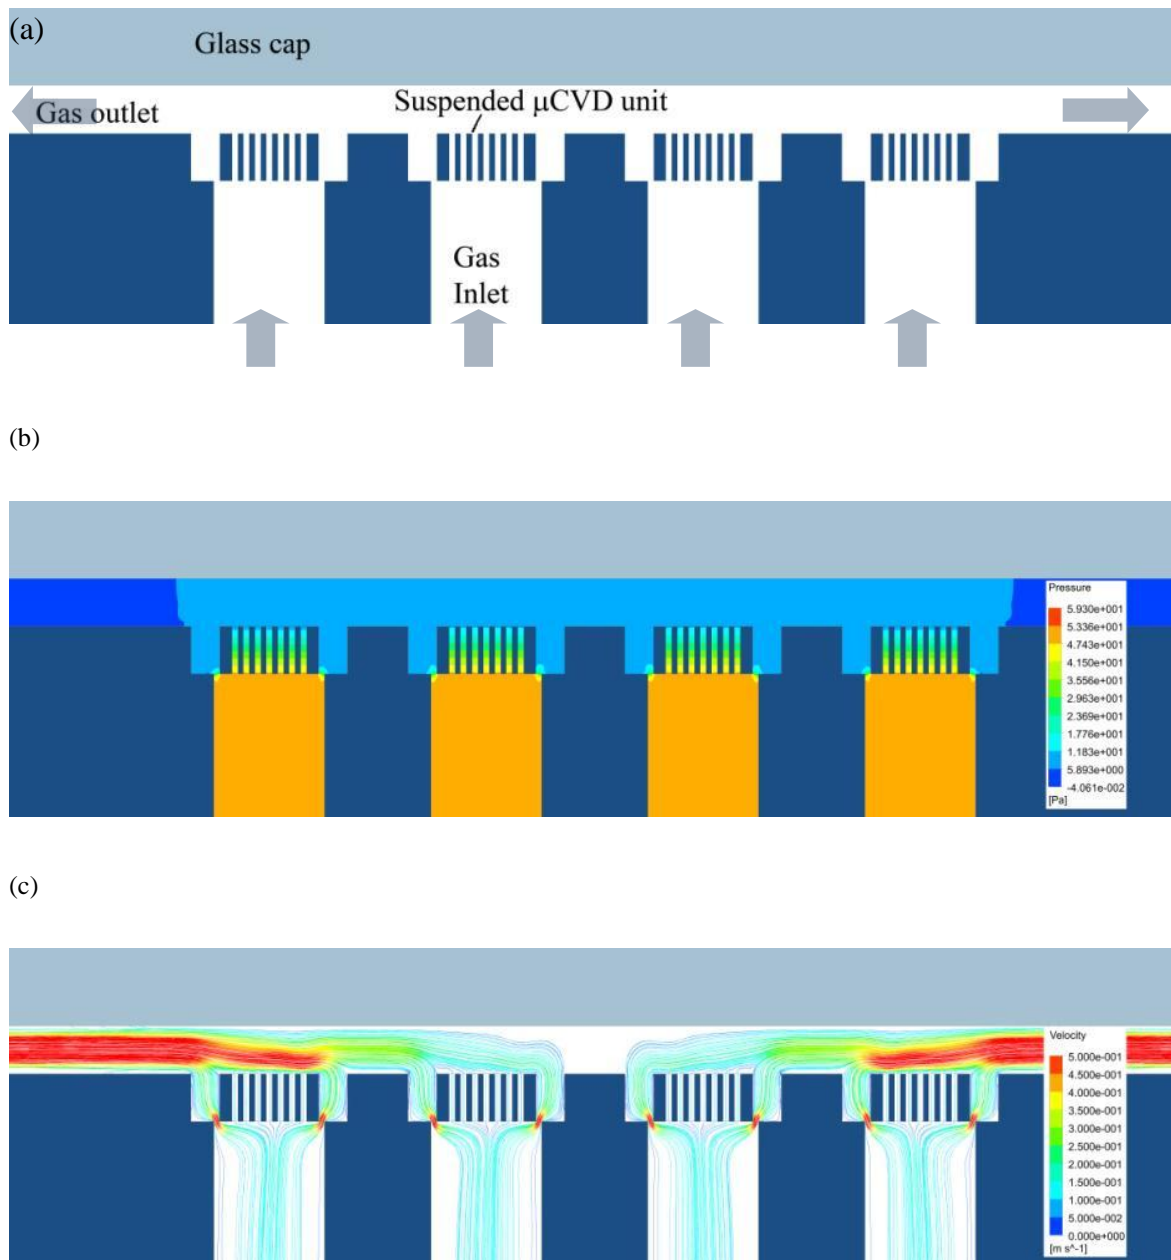 (a)
Glass cap
Suspended μCVD unit
Gas outlet
Gas
Inlet
(b)
Pressure
5.930e+001
5.336e+001
4.743e+001
4.150e+001
3.556e+001
2.963e+001
2.369e+001
1.776e+001
1.183e+001
5.893e+000
-4.061e-002
[Pa]
(c)
Velocity
5.000e-001
4.500e-001
4.000e-001
3.500e-001
3.000e-001
2.500e-001
2.000e-001
1.500e-001
1.000e-001
5.000e-002
0.000e+000
[m s^-1]